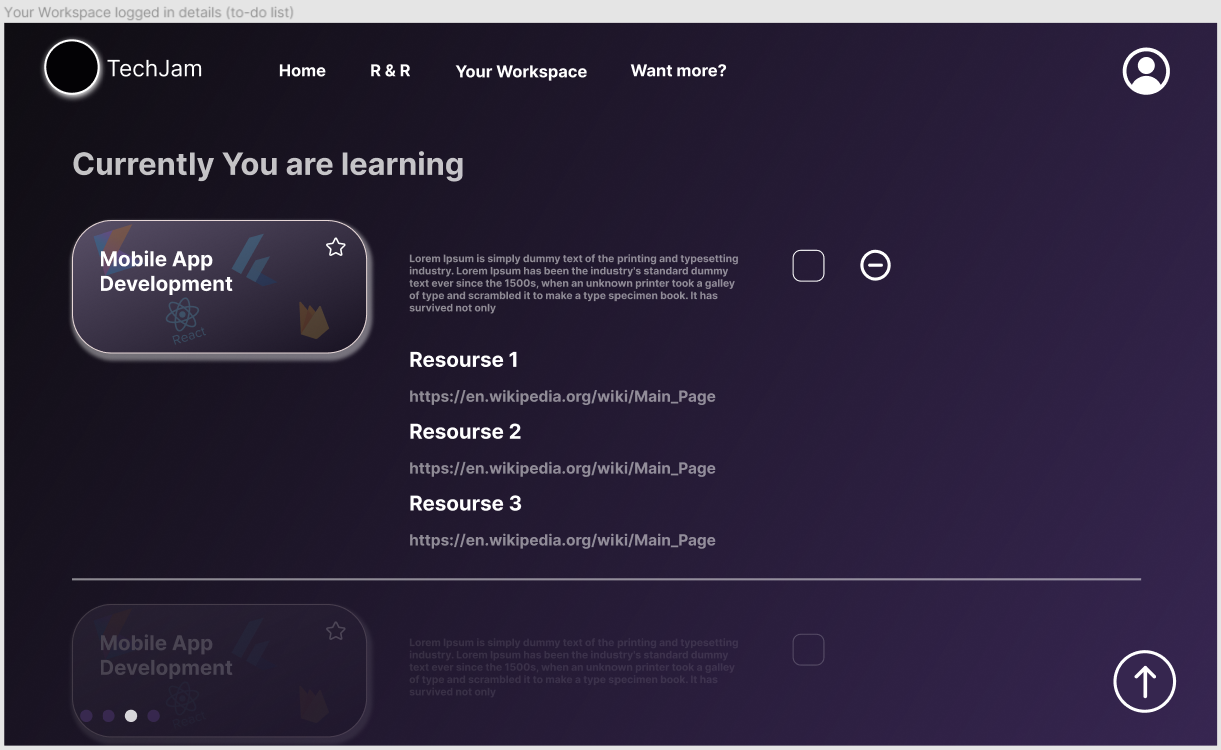 Your Workspace logged in details (to-do list)
TechJam
Home
R & R
Your Workspace
Want more?
Currently You are learning
Mobile App
Development
React
Lorem Ipsum is simply dummy text of the printing and typesetting
industry. Lorem Ipsum has been the industry's standard dummy
text ever since the 1500s, when an unknown printer took a galley
of type and scrambled it to make a type specimen book. It has
survived not only
Resourse 1
https://en.wikipedia.org/wiki/Main_Page
Resourse 2
https://en.wikipedia.org/wiki/Main_Page
Resourse 3
https://en.wikipedia.org/wiki/Main_Page
Mobile App
Development
React
Lorem Ipsum is simply dummy text of the printing and typesetting
industry. Lorem Ipsum has been the industry's standard dummy
text ever since the 1500s, when an unknown printer took a galley
of type and scrambled it to make a type specimen book. It has
survived not only